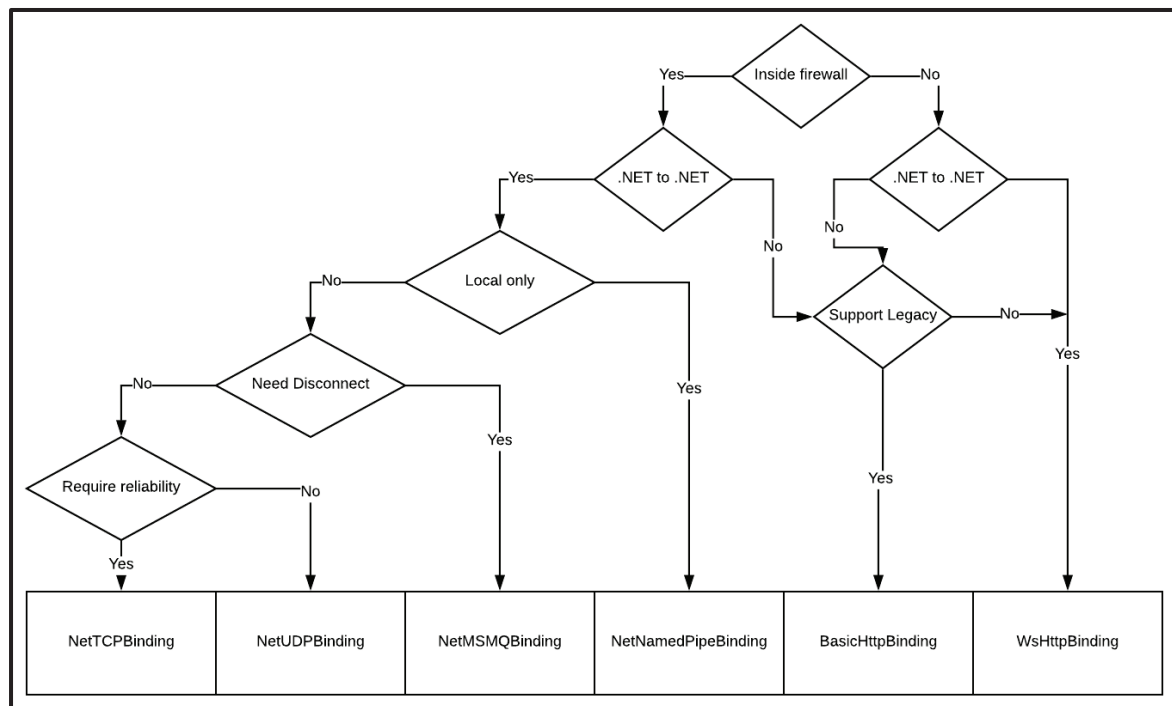 Inside firewall
Yes
No
.NET to .NET
.NET to .NET
Yes
No
No
Local only
Support Legacy
No
No
Yes
Need Disconnect
No
Yes
Yes
Require reliability
No
Yes
Yes
NetTCPBinding
NetUDPBinding
NetMSMQBinding
NetNamedPipeBinding
BasicHttpBinding
WsHttpBinding